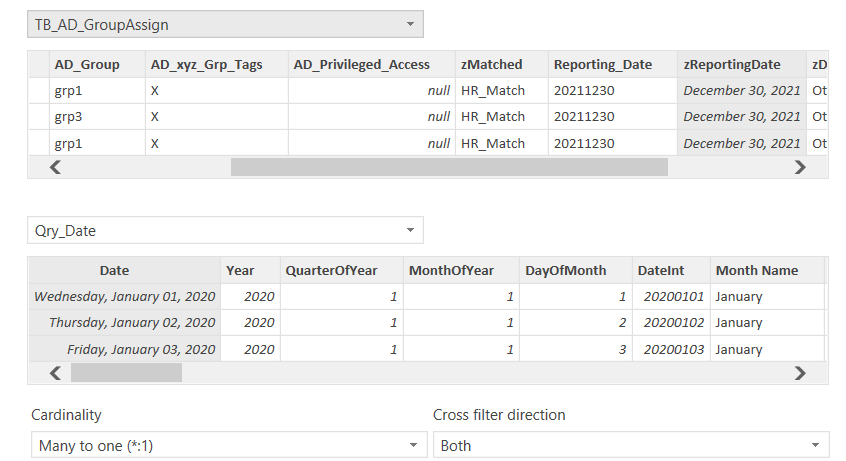 TB_AD_GroupAssign
AD_Group AD_xyz_Grp_Tags AD_Privileged_Access zMatched Reporting_Date zReportingDate zD
grp1 X null HR_Match 20211230 December 30, 2021 Ot
grp3 X null HR_Match 20211230 December 30, 2021 Ot
grp1 X null HR_Match 20211230 December 30, 2021 Ot
Qry_Date
Date Year QuarterOfYear MonthOfYear DayOfMonth DateInt Month Name
Wednesday, January 01, 2020 2020 1 1 1 20200101 January
Thursday, January 02, 2020 2020 1 1 2 20200102 January
Friday, January 03, 2020 2020 1 1 3 20200103 January
Cardinality Cross filter direction
Many to one (*:1) Both